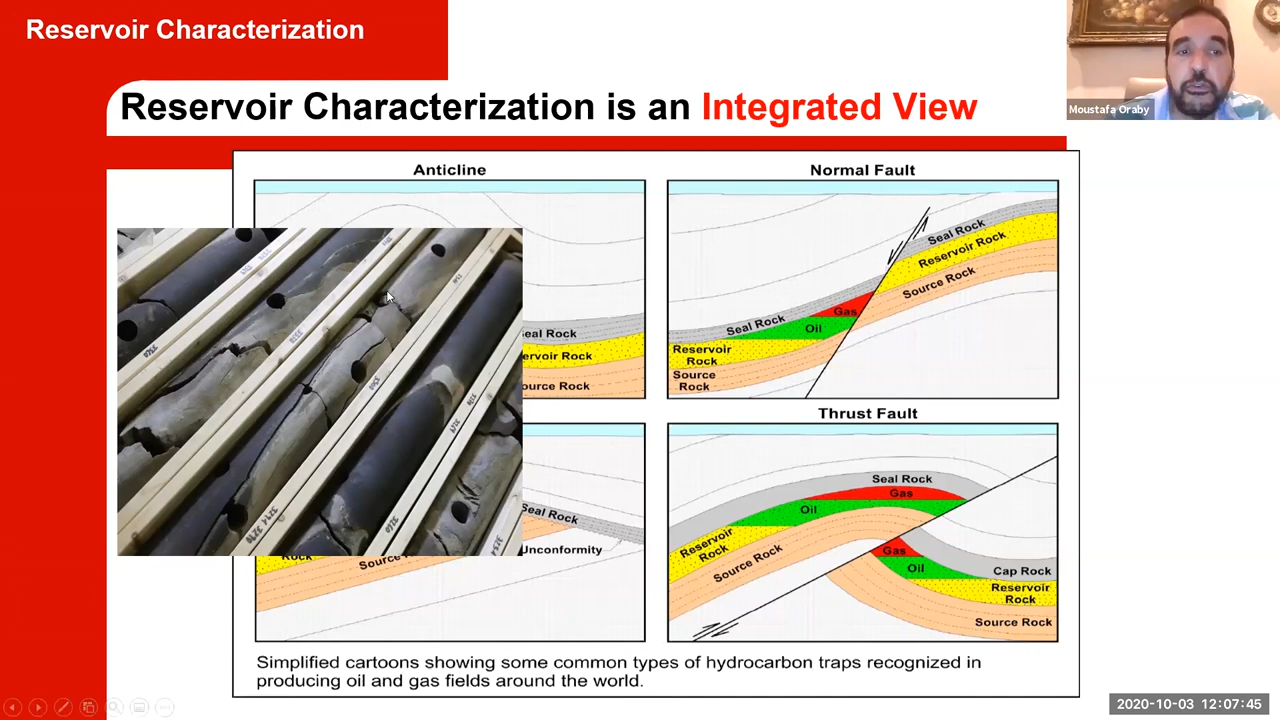 Reservoir Characterization
Reservoir Characterization is an Integrated View
Moustafa Oraby
Anticline
Normal Fault
Seal Rock
Reservoir Rock
Source Rock
Gas
Oil
Seal Rock
Reservoir
Rock
Source
Rock
Seal Rock
ervoir Rock
ource Rock
Thrust Fault
Seal Rock
Gas
Oil
Reservoir
Rock
Source Rock
Gas
Oil
Cap Rock
Reservoir
Rock
Source Rock
Seal Rock
Unconformity
Rock
Simplified cartoons showing some common types of hydrocarbon traps recognized in
producing oil and gas fields around the world.
2020-10-03 12:07:45